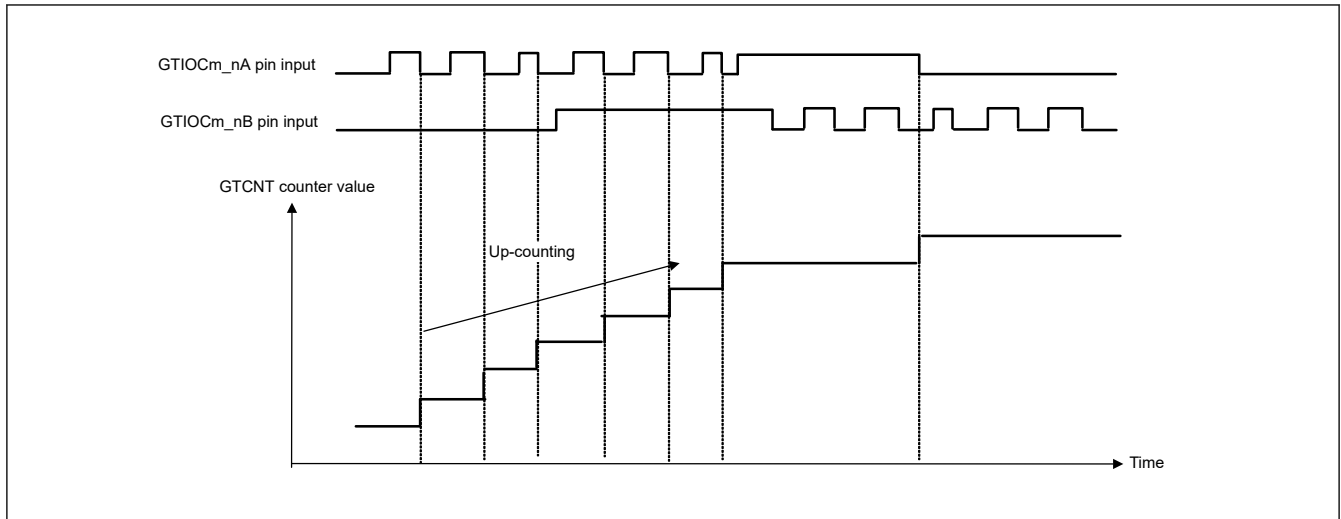 GTIOCm_nA pin input
GTIOCm_nB pin input
GTCNT counter value
Up-counting
Time